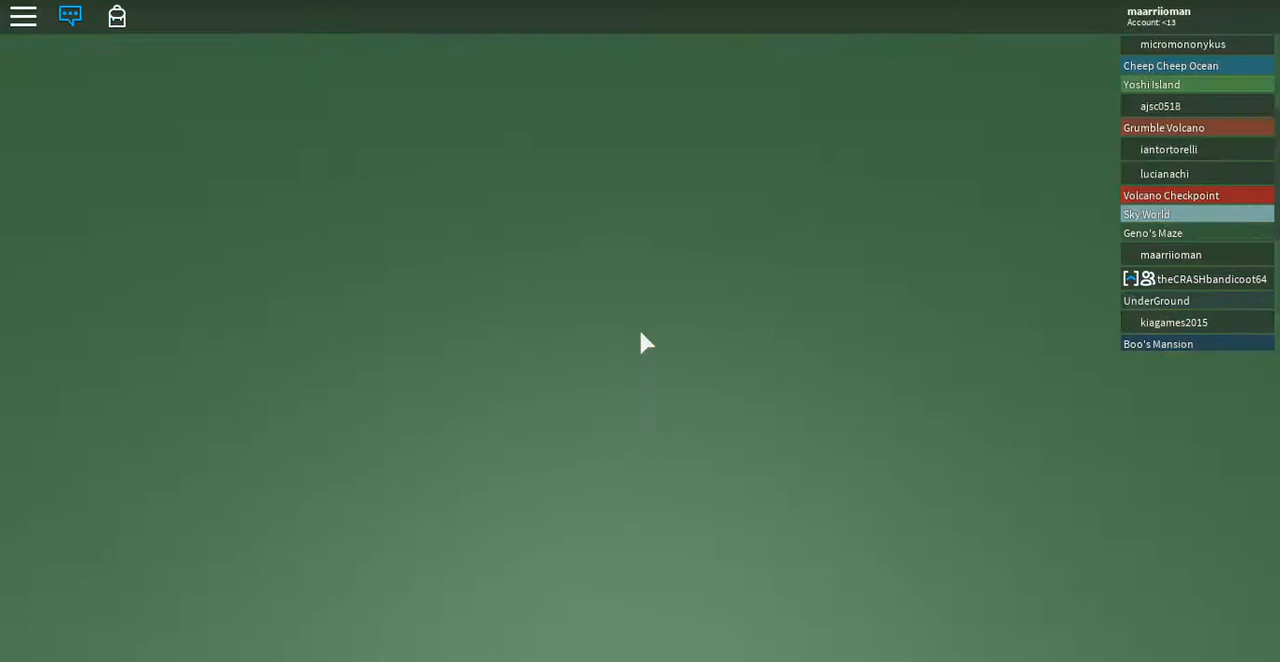 maarriioman
Account: <13
micromononykus
Cheep Cheep Ocean
Yoshi Island
ajsc0518
Grumble Volcano
iantortorelli
lucianachi
Volcano Checkpoint
Sky World
Geno's Maze
maarriioman
theCRASHbandicoot64
UnderGround
kiagames2015
Boo's Mansion